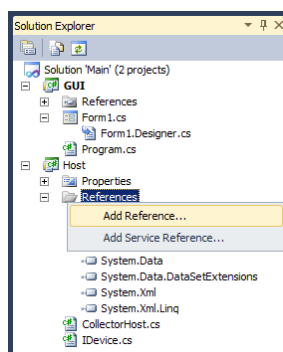 Solution Explorer
Solution 'Main' (2 projects)
GUI
References
Form1.cs
Form1.Designer.cs
Program.cs
Host
Properties
References
Add Reference...
Add Service Reference...
System.Data
System.Data.DataSetExtensions
System.Xml
System.Xml.Linq
CollectorHost.cs
IDevice.cs